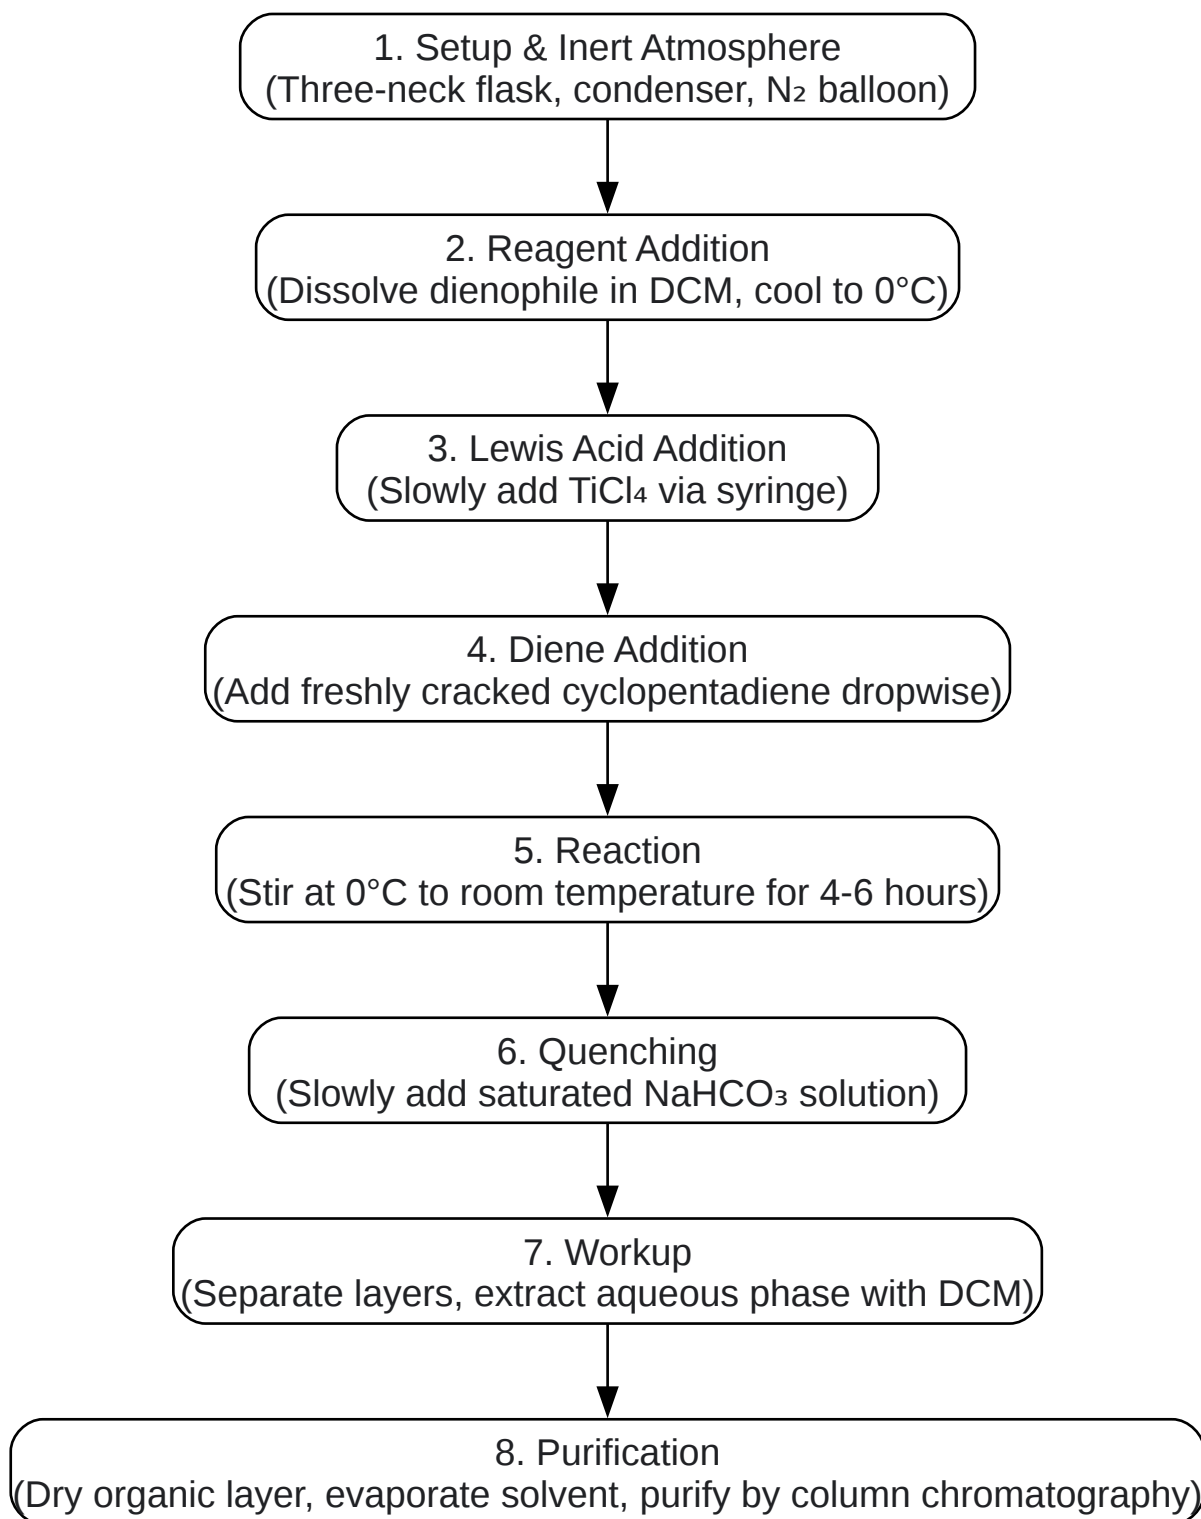 1. Setup & Inert Atmosphere
(Three-neck flask, condenser, N₂ balloon)
2. Reagent Addition
(Dissolve dienophile in DCM, cool to 0°C)
3. Lewis Acid Addition
(Slowly add TiCl₄ via syringe)
4. Diene Addition
(Add freshly cracked cyclopentadiene dropwise)
5. Reaction
(Stir at 0°C to room temperature for 4-6 hours)
6. Quenching
(Slowly add saturated NaHCO₃ solution)
7. Workup
(Separate layers, extract aqueous phase with DCM)
8. Purification
(Dry organic layer, evaporate solvent, purify by column chromatography)